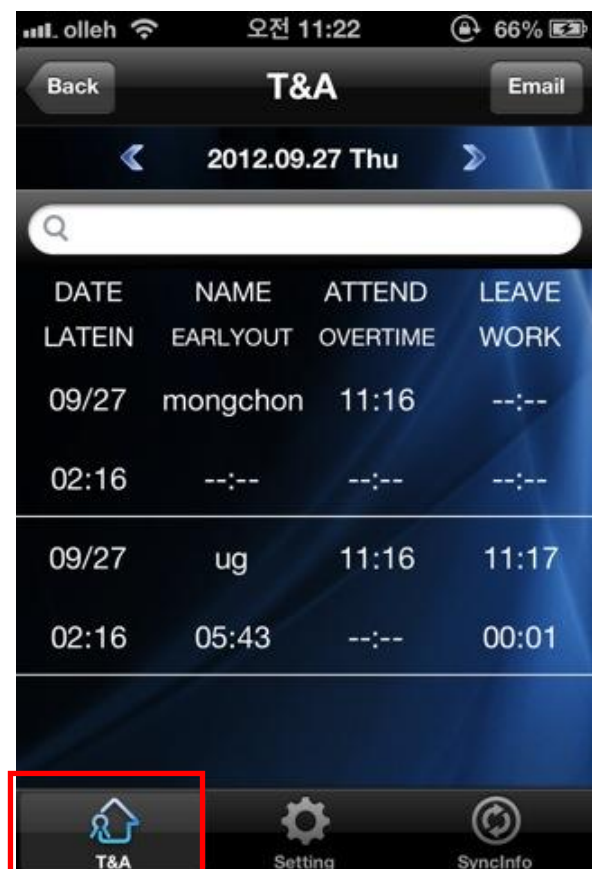 olleh 오전 11:22 66%
Back T&A Email
2012.09.27 Thu
DATE NAME ATTEND LEAVE
LATEIN EARLYOUT OVERTIME WORK
09/27 mongchon 11:16 --:--
02:16 --:-- --:-- --:--
09/27 ug 11:16 11:17
02:16 05:43 --:-- 00:01
T&A Setting SyncInfo